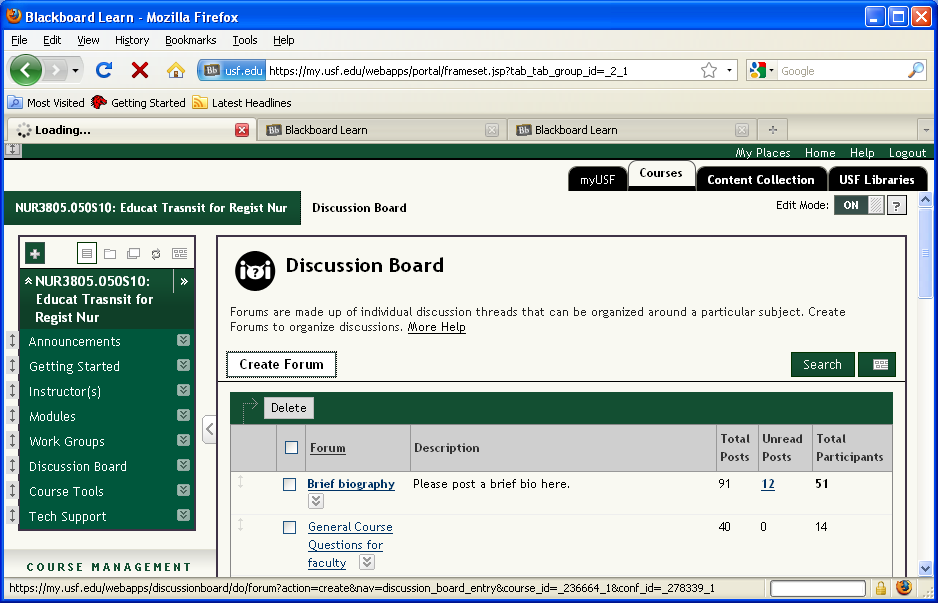 Blackboard Learn - Mozilla Firefox
File Edit View History Bookmarks Tools Help
Bb usf.edu https://my.usf.edu/webapps/portal/frameset.jsp?tab_tab_group_id=_2_1 Google
Most Visited Getting Started Latest Headlines
Loading... Bb Blackboard Learn Bb Blackboard Learn
My Places Home Help Logout
myUSF Courses Content Collection USF Libraries
NUR3805.050S10: Educat Trasnsit for Regist Nur Discussion Board Edit Mode: ON ?
NUR3805.050S10:
Educat Trasnsit for
Regist Nur
Announcements
Getting Started
Instructor(s)
Modules
Work Groups
Discussion Board
Course Tools
Tech Support
COURSE MANAGEMENT
Discussion Board
Forums are made up of individual discussion threads that can be organized around a particular subject. Create
Forums to organize discussions. More Help
Create Forum Search
Delete
Forum Description Total Posts Unread Posts Total Participants
Brief biography Please post a brief bio here. 91 12 51
General Course 40 0 14
Questions for
faculty
https://my.usf.edu/webapps/discussionboard/do/forum?action=create&nav=discussion_board_entry&course_id=_236664_1&conf_id=_278339_1